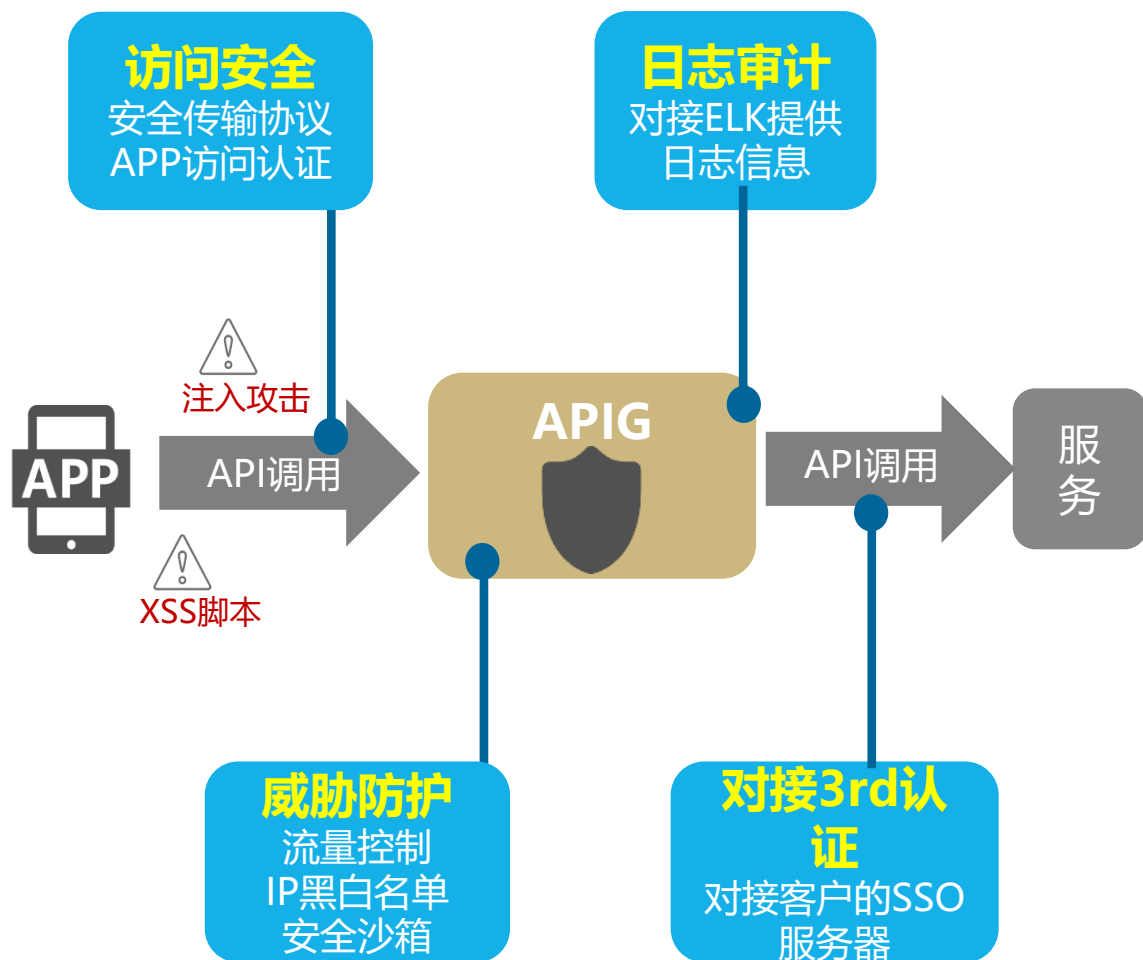 访问安全
安全传输协议
APP访问认证
日志审计
对接ELK提供
日志信息
注入攻击
APP
API调用
XSS脚本
APIG
API调用
服
务
威胁防护
流量控制
IP黑白名单
安全沙箱
对接3rd认
证
对接客户的SSO
服务器